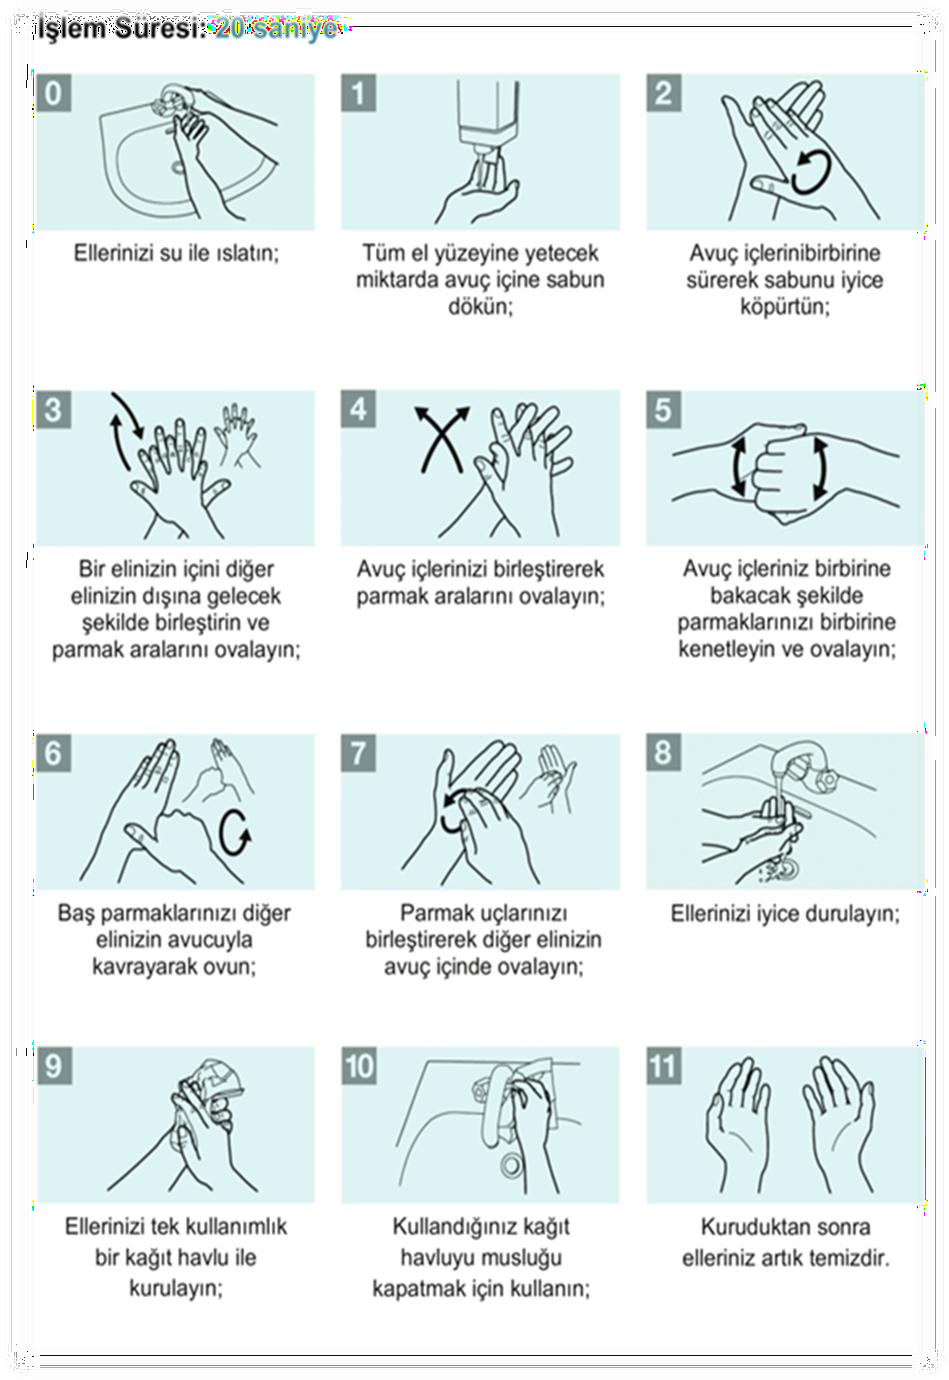 İşlem Süresi: 20 saniye
0
Ellerinizi su ile ıslatın;
1
Tüm el yüzeyine yetecek
miktarda avuç içine sabun
dökün;
2
Avuç içlerinibirbirine
sürerek sabunu iyice
köpürtün;
3
Bir elinizin içini diğer
elinizin dışına gelecek
şekilde birleştirin ve
parmak aralarını ovalayın;
4
Avuç içlerinizi birleştirerek
parmak aralarını ovalayın;
5
Avuç içleriniz birbirine
bakacak şekilde
parmaklarınızı birbirine
kenetleyin ve ovalayın;
6
Baş parmaklarınızı diğer
elinizin avucuyla
kavrayarak ovun;
7
Parmak uçlarınızı
birleştirerek diğer elinizin
avuç içinde ovalayın;
8
Ellerinizi iyice durulayın;
9
Ellerinizi tek kullanımlık
bir kağıt havlu ile
kurulayın;
10
Kullandığınız kağıt
havluyu musluğu
kapatmak için kullanın;
11
Kuruduktan sonra
elleriniz artık temizdir.